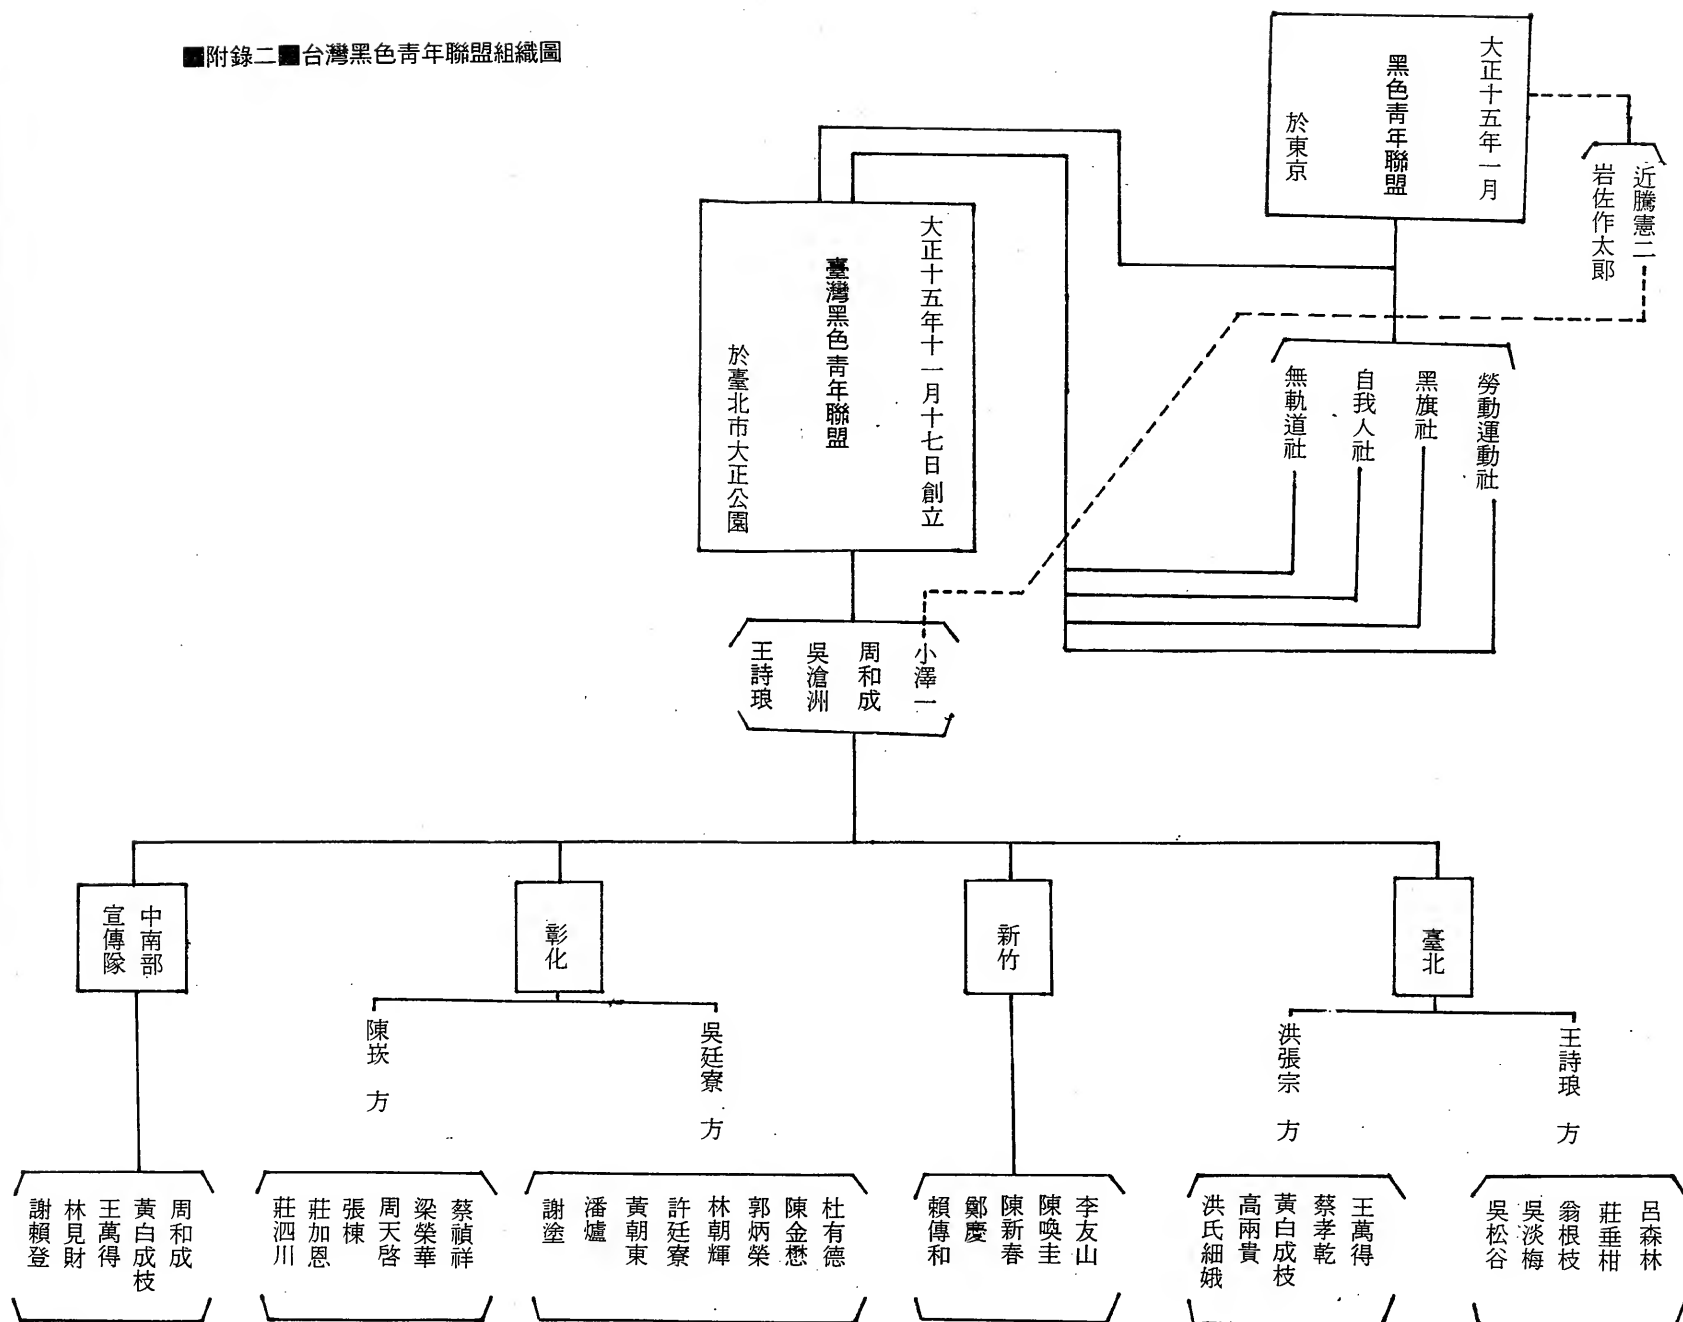 ■附錄二■台灣黑色靑年聯盟組織圖
大正十五年一月
黑色靑年聯盟
於東京
近騰憲二
岩佐作太郞
勞動運動社
黑旗社
自我人社
無軌道社
大正十五年十一月十七日創立
臺灣黑色靑年聯盟
於臺北市大正公園
小澤一
周和成
吳滄洲
王詩琅
臺北
王詩琅 方
呂森林
莊垂柑
翁根枝
吳淡梅
吳松谷
洪張宗 方
王萬得
蔡孝乾
黃白成枝
高兩貴
洪氏細娥
新竹
李友山
陳喚圭
陳新春
鄭慶
賴傳和
彰化
吳廷寮 方
杜有德
陳金懋
郭炳榮
林朝輝
許廷寮
黃朝東
潘爐
謝塗
陳崁 方
蔡禎祥
梁榮華
周天啓
張棟
莊加恩
莊泗川
中南部
宣傳隊
周和成
黃白成枝
王萬得
林見財
謝賴登